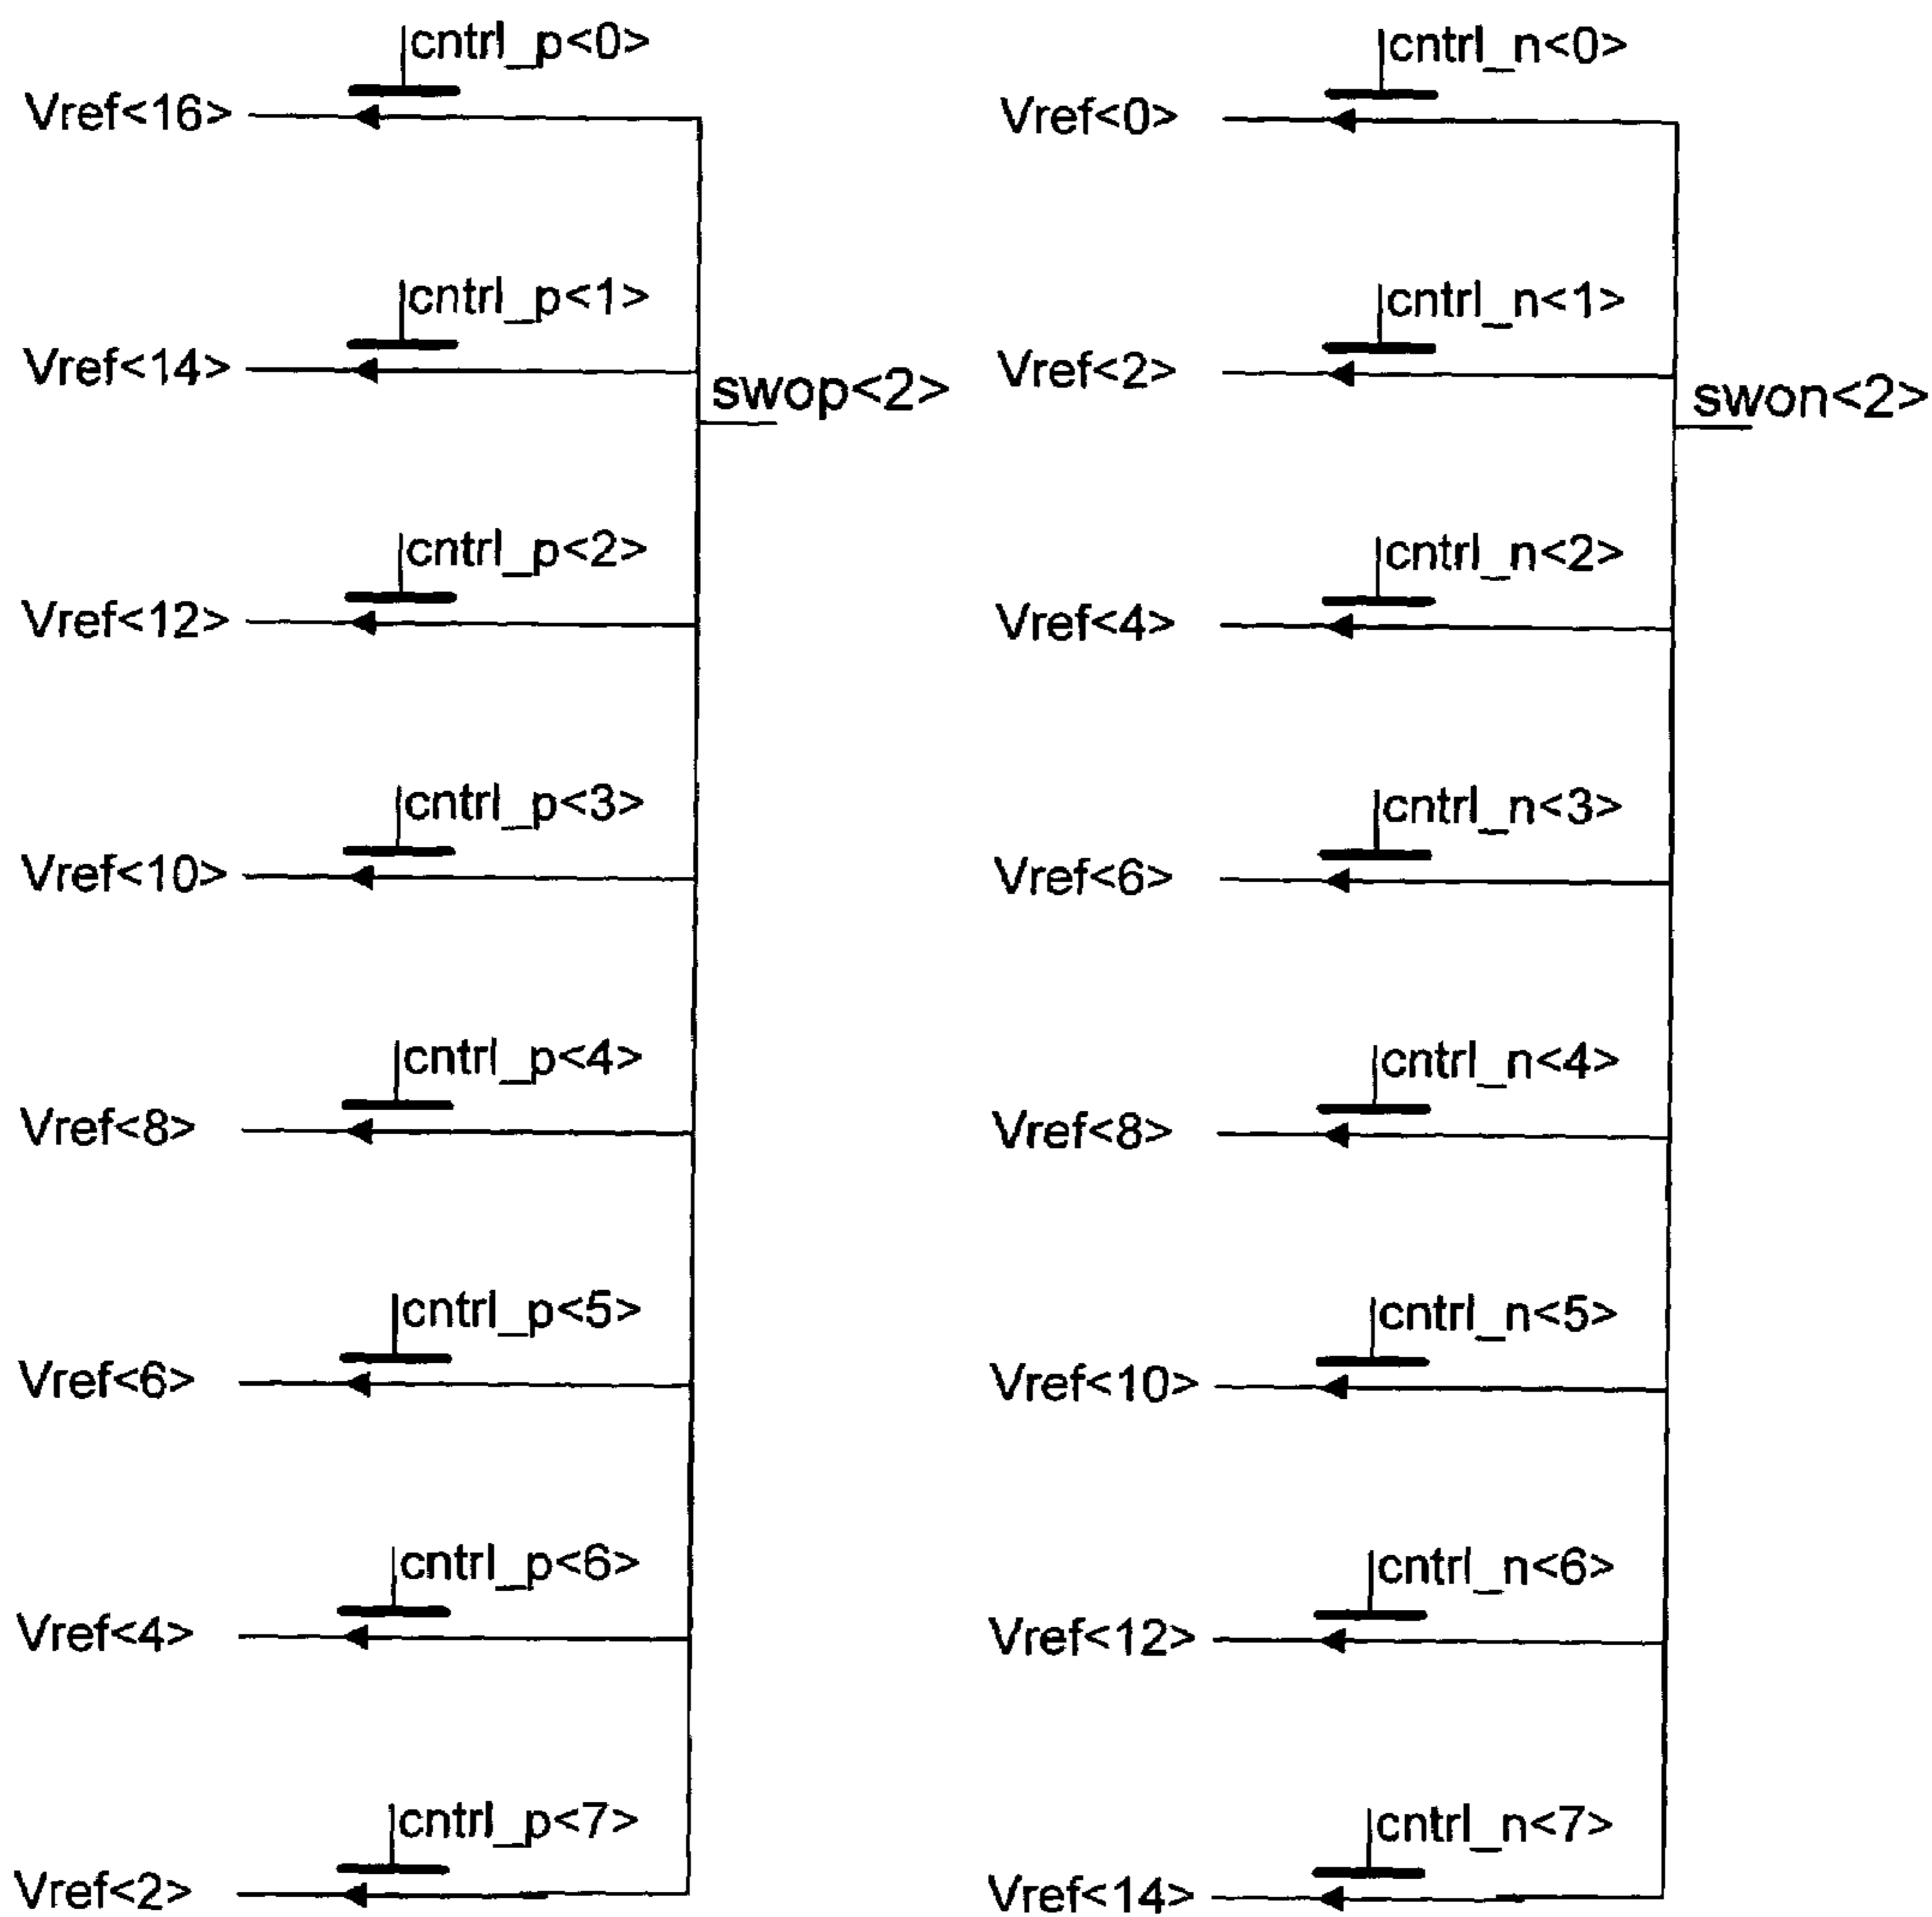 cntrl_p<0>
Vref<16>
cntrl_p<1>
Vref<14>
swop<2>
cntrl_p<2>
Vref<12>
cntrl_p<3>
Vref<10>
cntrl_p<4>
Vref<8>
cntrl_p<5>
Vref<6>
cntrl_p<6>
Vref<4>
cntrl_p<7>
Vref<2>
cntrl_n<0>
Vref<0>
cntrl_n<1>
Vref<2>
swon<2>
cntrl_n<2>
Vref<4>
cntrl_n<3>
Vref<6>
cntrl_n<4>
Vref<8>
cntrl_n<5>
Vref<10>
cntrl_n<6>
Vref<12>
cntrl_n<7>
Vref<14>